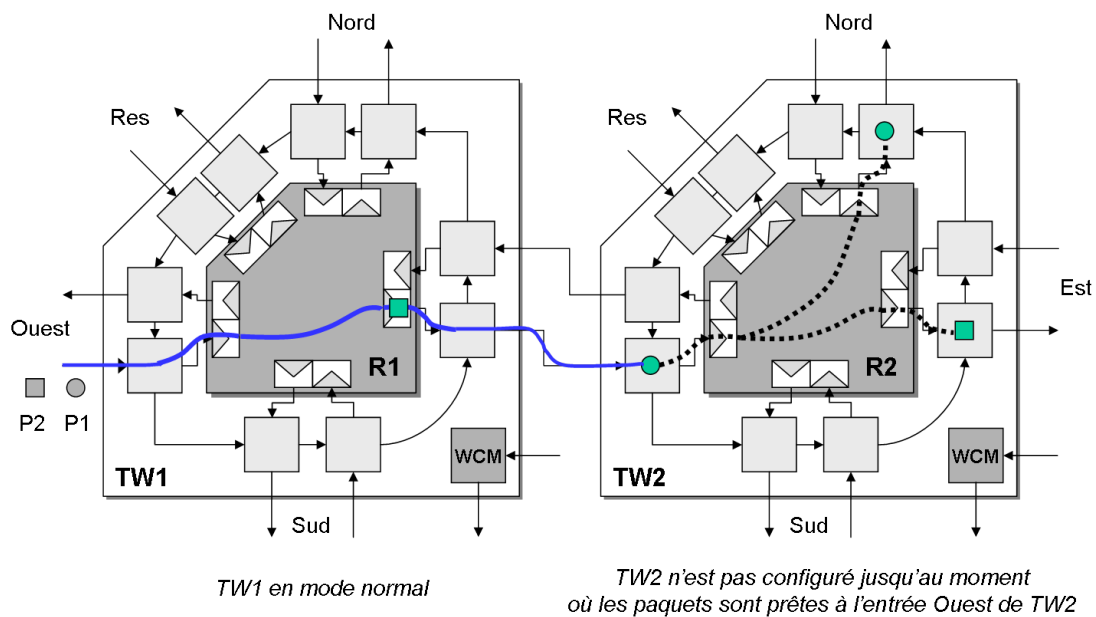 Nord
Nord
Res
Res
Ouest
Est
P2 P1
R1
R2
TW1
WCM
TW2
WCM
Sud
Sud
TW1 en mode normal
TW2 n'est pas configuré jusqu'au moment
où les paquets sont prêtes à l'entrée Ouest de TW2